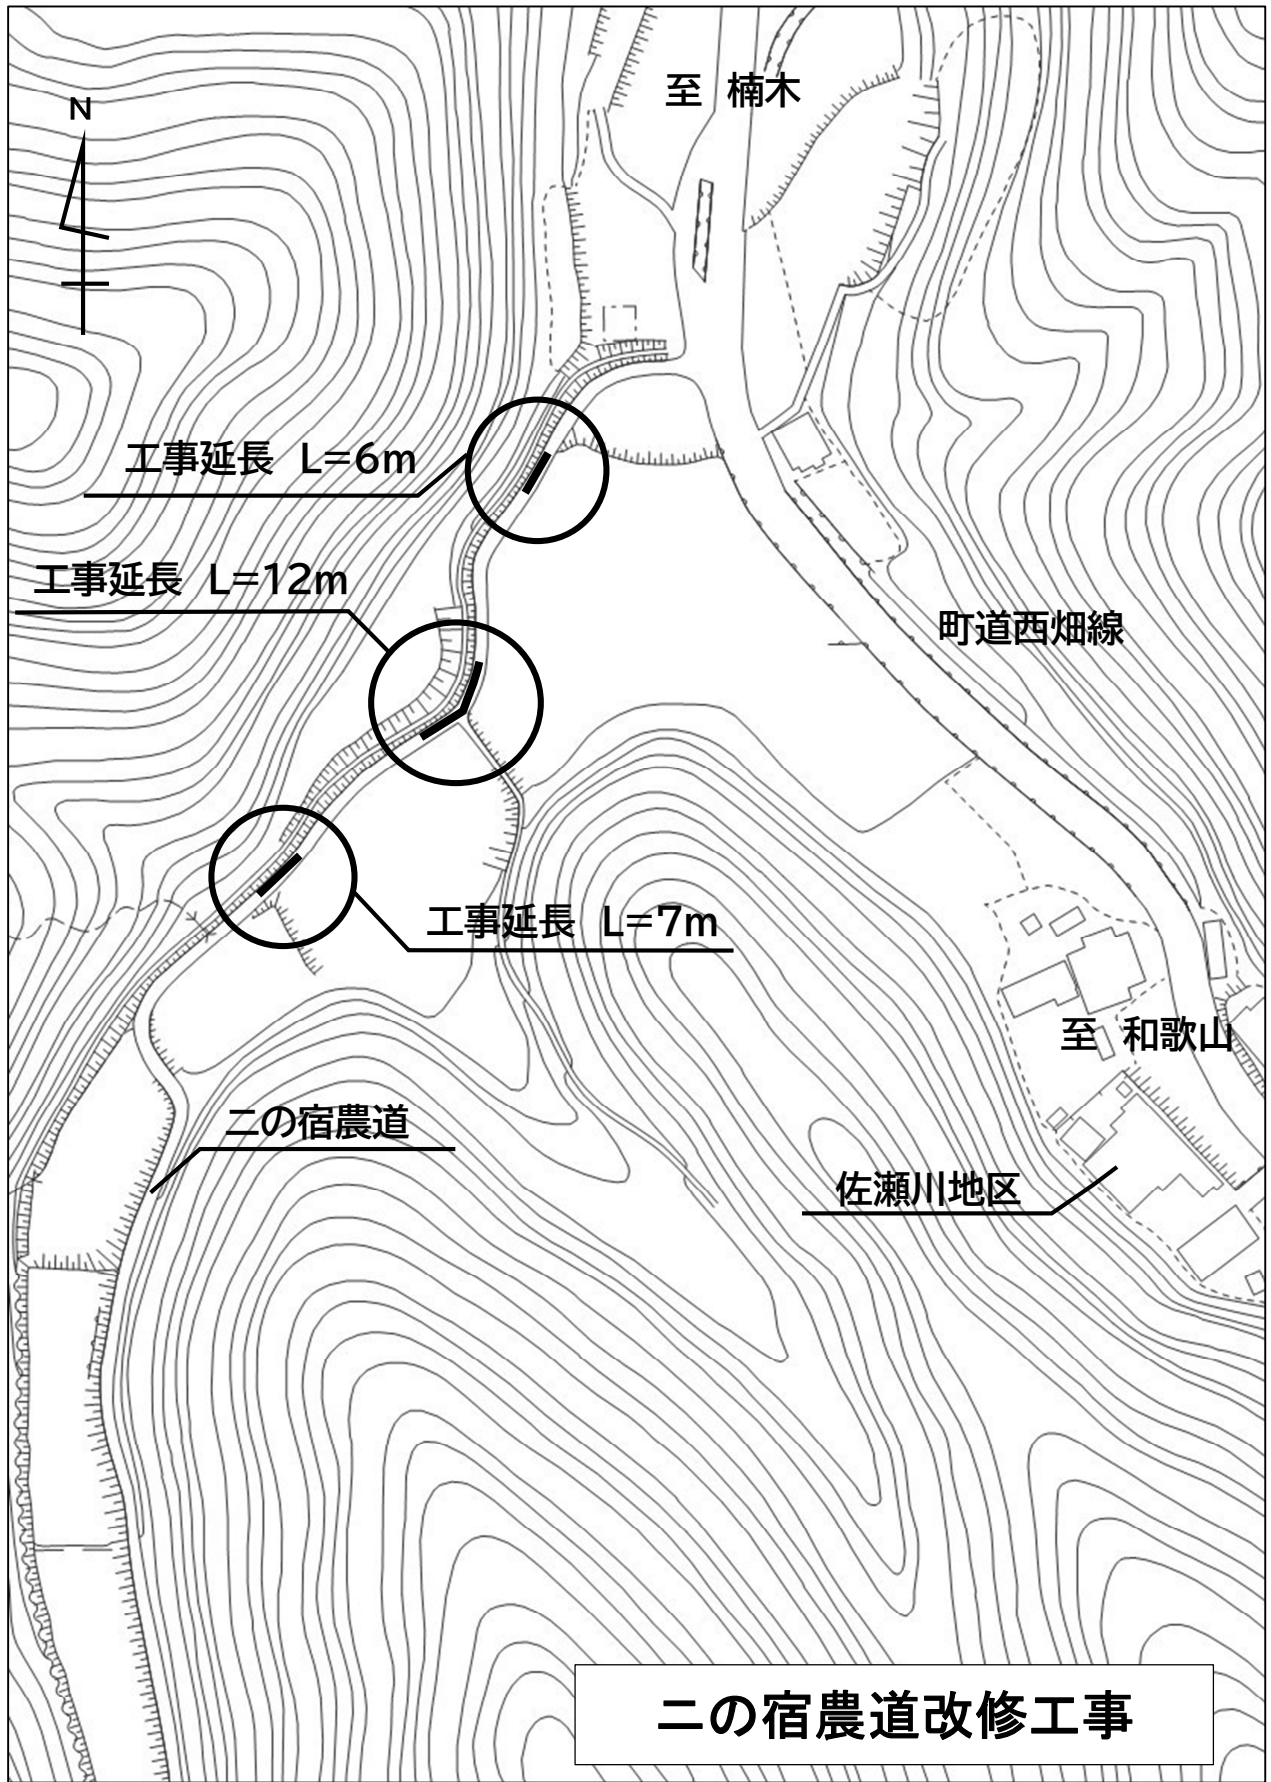 至 楠木
N
工事延長 L=6m
工事延長 L=12m
町道西畑線
工事延長 L=7m
至 和歌山
二の宿農道
佐瀬川地区
二の宿農道改修工事